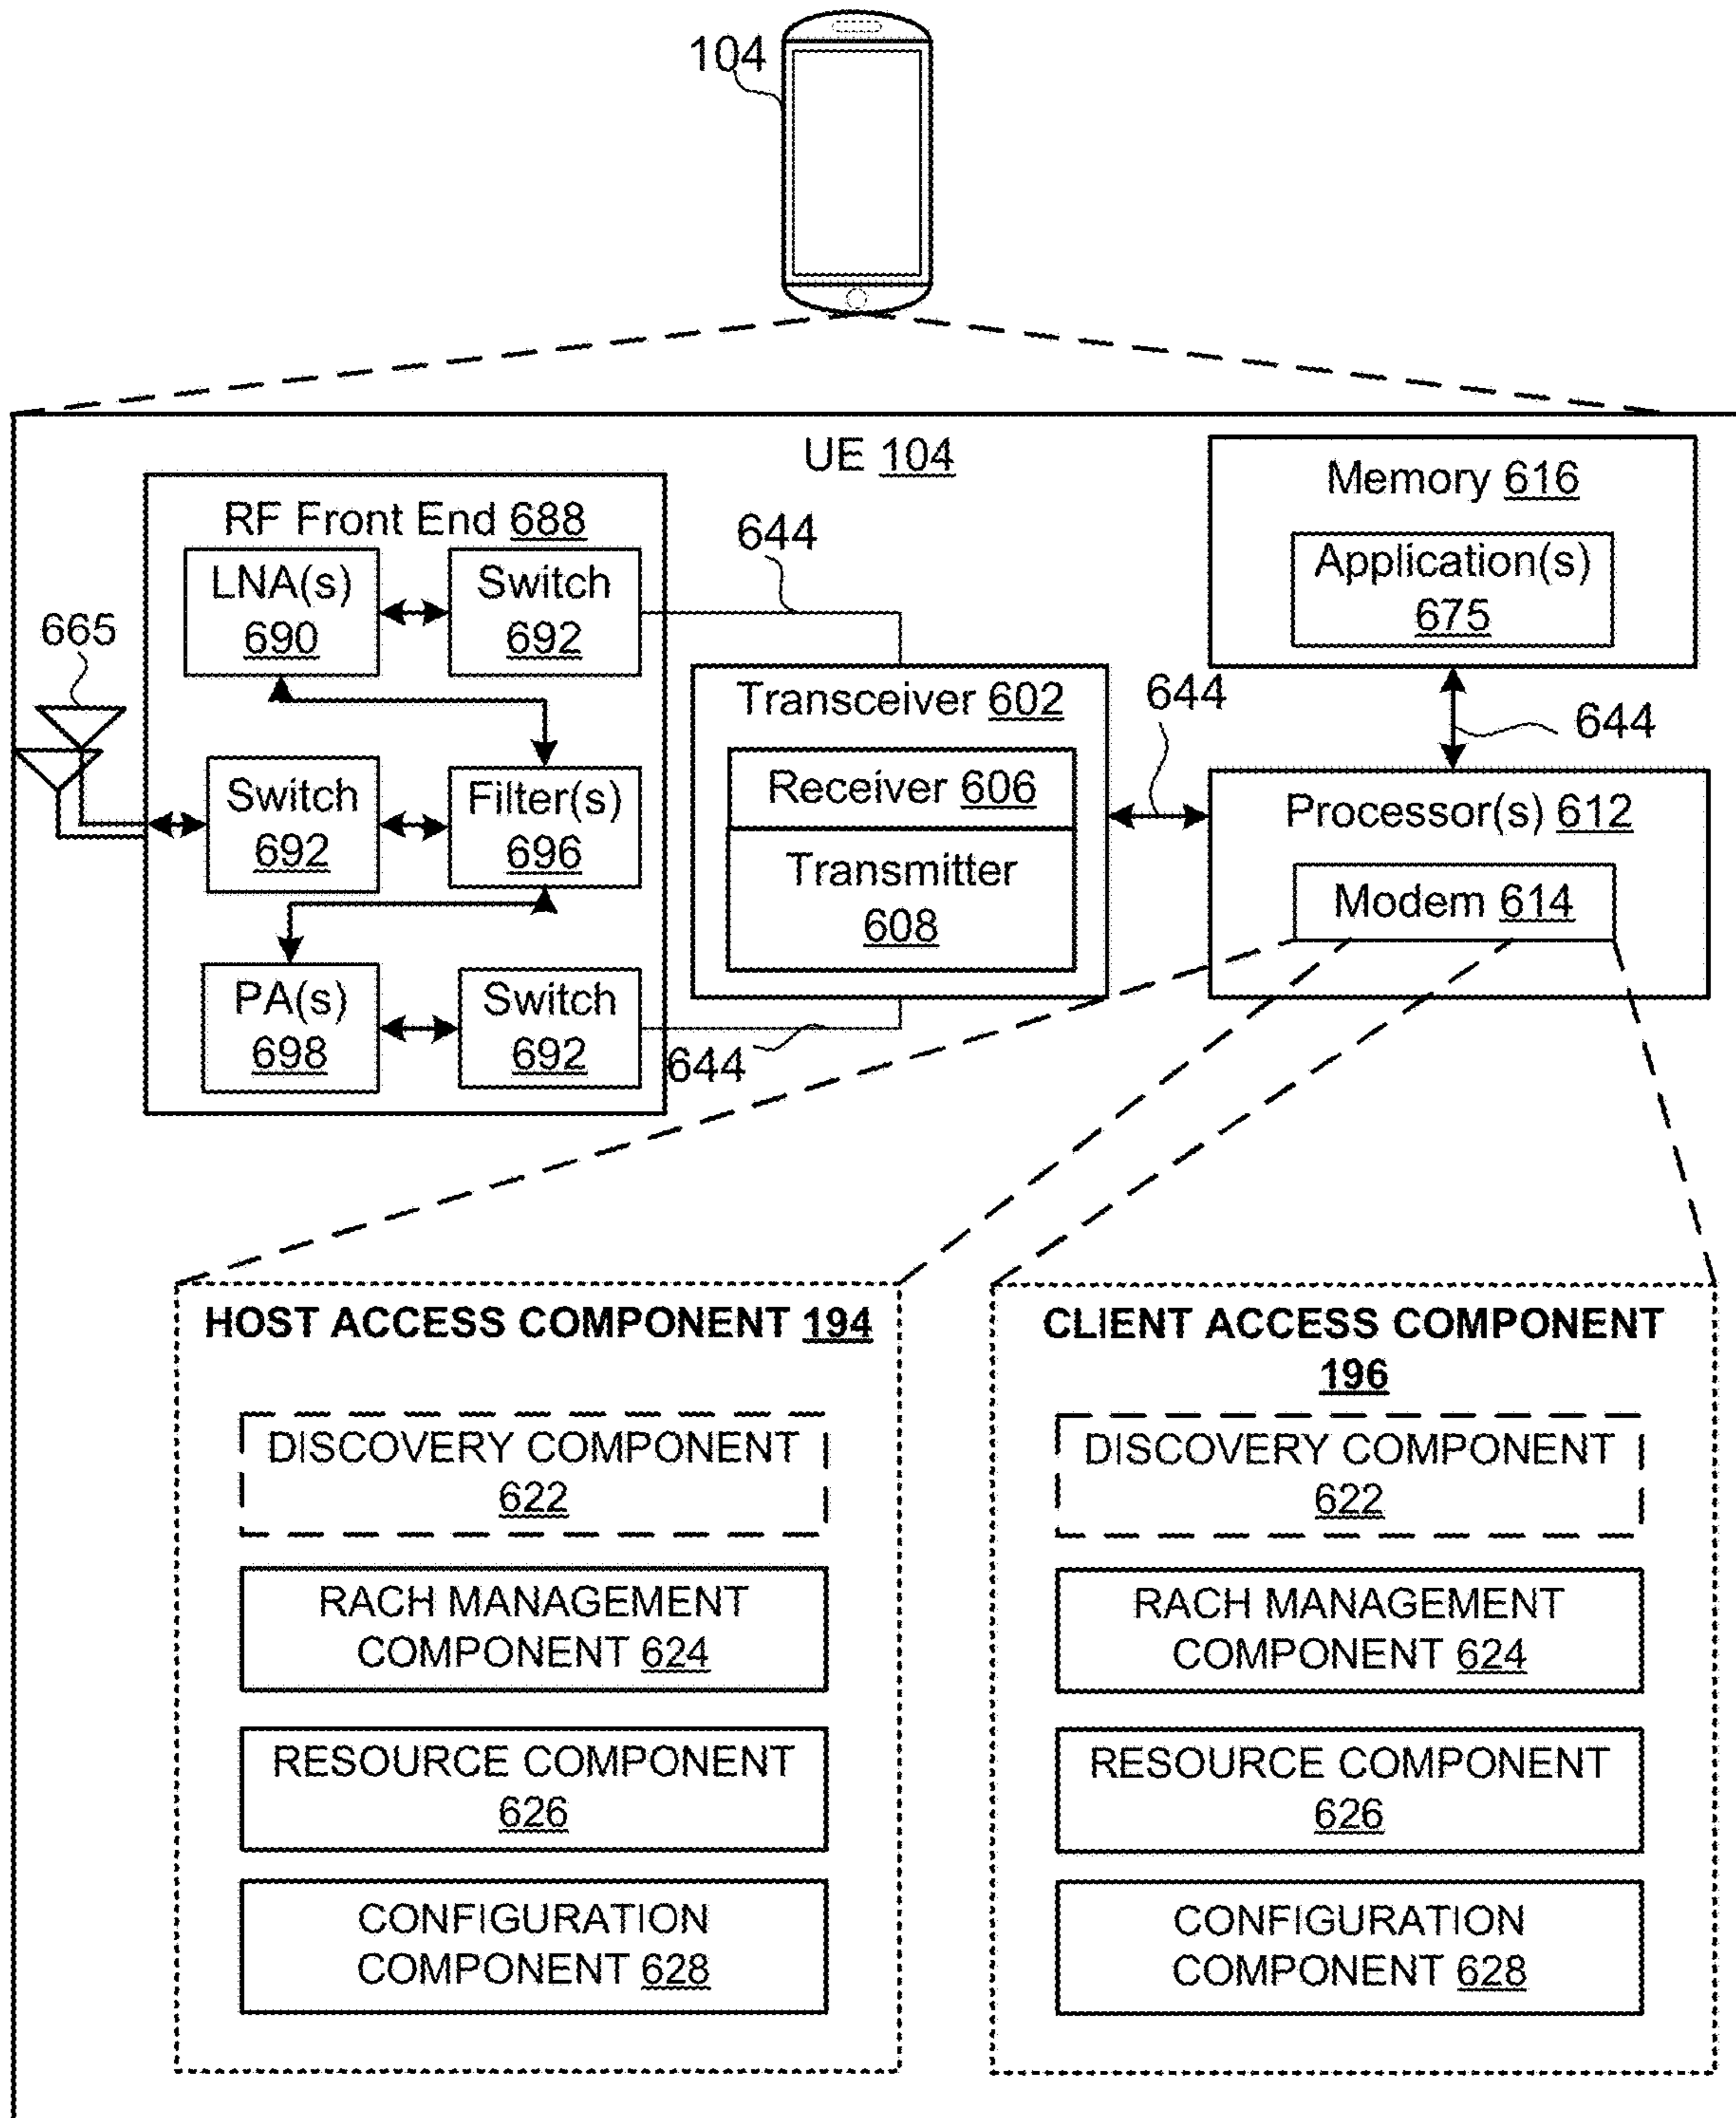 104
UE 104
RF Front End 688
LNA(s)
690
Switch
692
644
665
Switch
692
Filter(s)
696
PA(s)
698
Switch
692
644
Transceiver 602
Receiver 606
Transmitter
608
644
Memory 616
Application(s)
675
644
Processor(s) 612
Modem 614
HOST ACCESS COMPONENT 194
DISCOVERY COMPONENT
622
RACH MANAGEMENT
COMPONENT 624
RESOURCE COMPONENT
626
CONFIGURATION
COMPONENT 628
CLIENT ACCESS COMPONENT
196
DISCOVERY COMPONENT
622
RACH MANAGEMENT
COMPONENT 624
RESOURCE COMPONENT
626
CONFIGURATION
COMPONENT 628